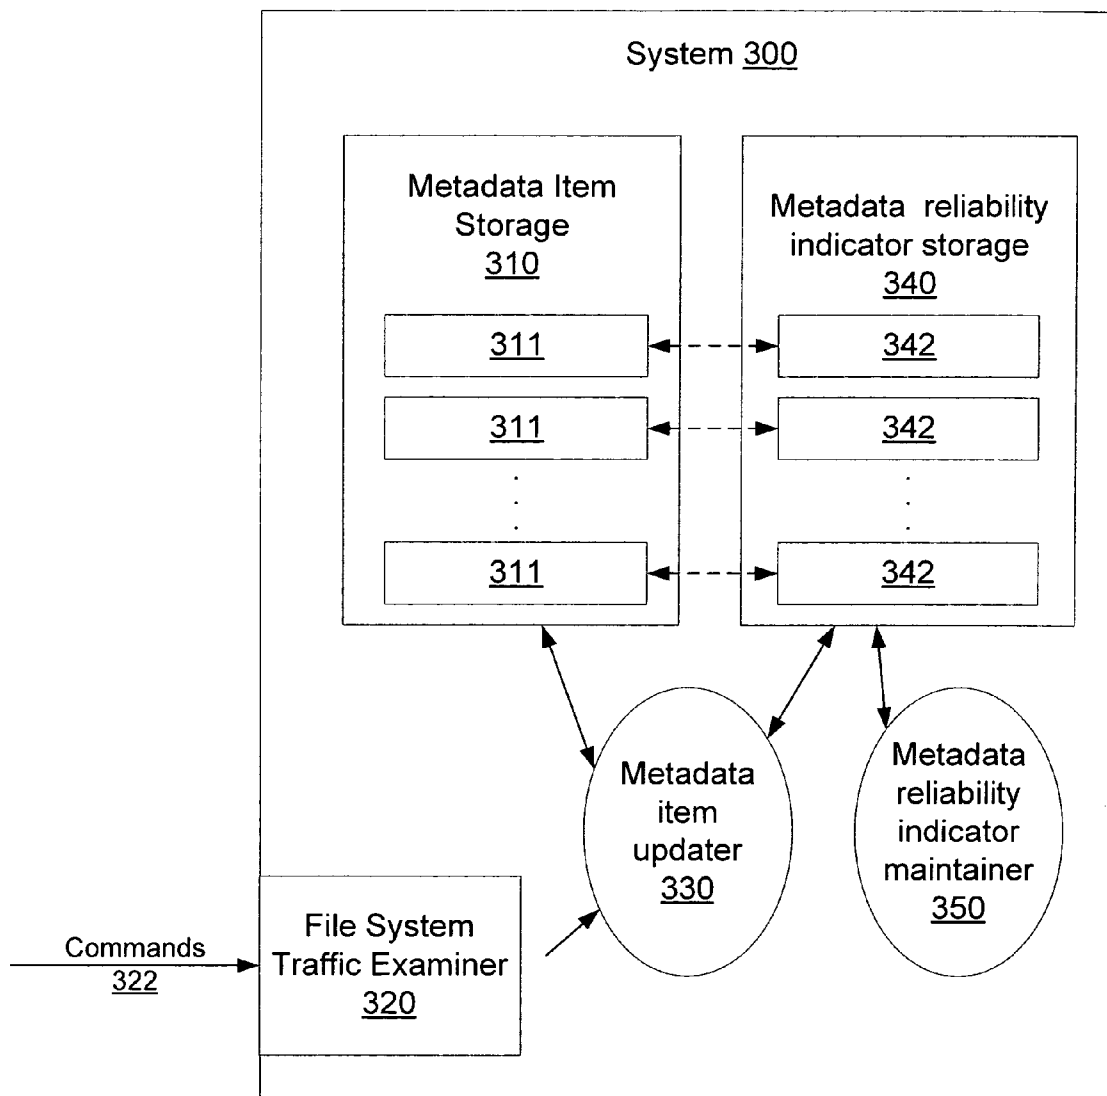 System 300
Metadata Item
Storage
310
311
311
311
Metadata reliability
indicator storage
340
342
342
342
Metadata
item
updater
330
Metadata
reliability
indicator
maintainer
350
Commands
322
File System
Traffic Examiner
320